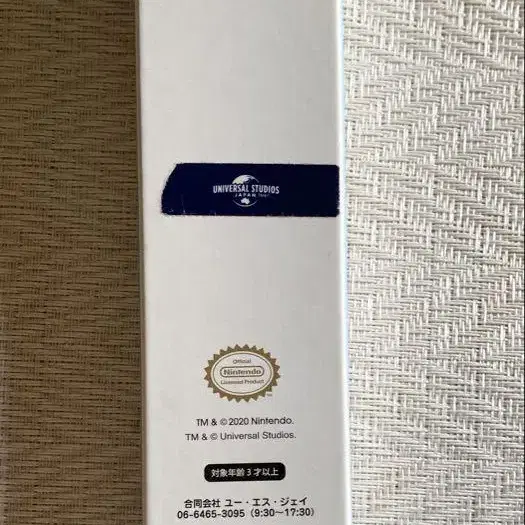 UNIVERSAL STUDIOS
JAPAN
Official
Nintendo
Licensed Product
TM & © 2020 Nintendo.
TM & © Universal Studios.
対象年齢3才以上
合同会社 ユー・エス・ジェイ
06-6465-3095（9:30～17:30）